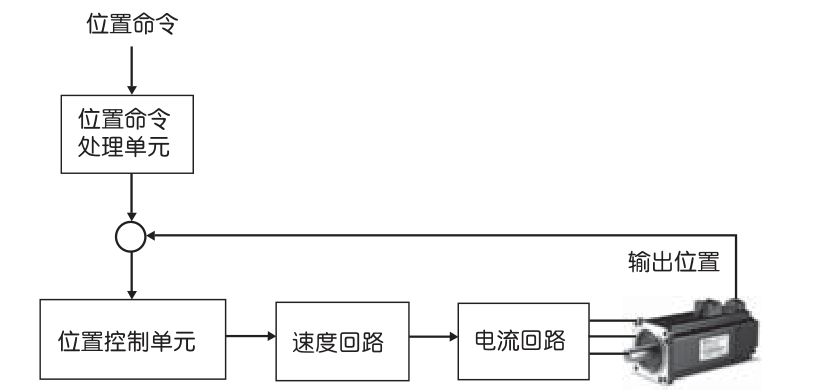 位置命令
位置命令
处理单元
输出位置
位置控制单元
速度回路
电流回路